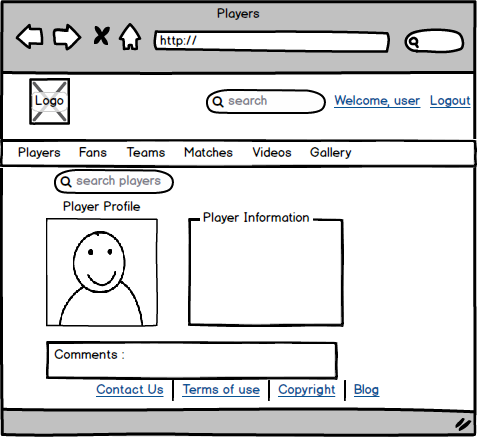 Players
http://
Logo
search
Welcome, user
Logout
Players Fans Teams Matches Videos Gallery
search players
Player Profile
Player Information
Comments :
Contact Us Terms of use Copyright Blog